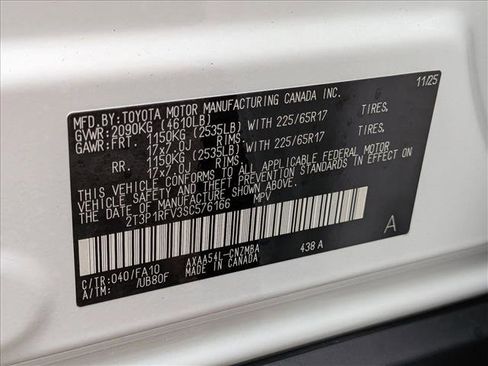 MFD.BY:TOYOTA MOTOR MANUFACTURING CANADA INC. 11/25
GVWR: 2090KG (4610LB)
GAWR:FRT. 1150KG (2535LB) WITH 225/65R17 TIRES.
17x7.0J RIMS.
RR. 1150KG (2535LB) WITH 225/65R17 TIRES.
17x7.0J RIMS.
THIS VEHICLE CONFORMS TO ALL APPLICABLE FEDERAL MOTOR
VEHICLE SAFETY AND THEFT PREVENTION STANDARDS IN EFFECT
ON THE DATE OF MANUFACTURE SHOWN ABOVE.
2T3P1RFV3SC576166 MPV
A
C/TR:040/FA10 AXAA54L-CNZMBA 438A
A/TM: /UB80F MADE IN CANADA